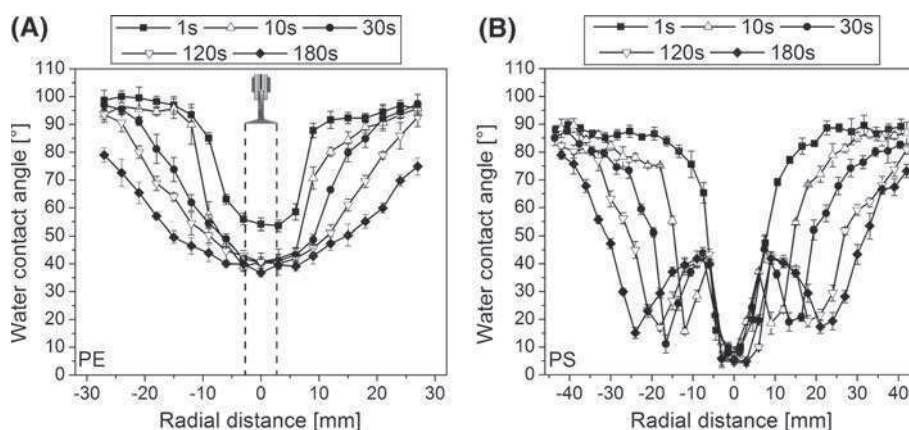 (A)
1s 10s 30s
120s 180s
Water contact angle [°]
110
100
90
80
70
60
50
40
30
20
10
0
PE
-30 -20 -10 0 10 20 30
Radial distance [mm]
(B)
1s 10s 30s
120s 180s
Water contact angle [°]
110
100
90
80
70
60
50
40
30
20
10
0
PS
-40 -30 -20 -10 0 10 20 30 40
Radial distance [mm]